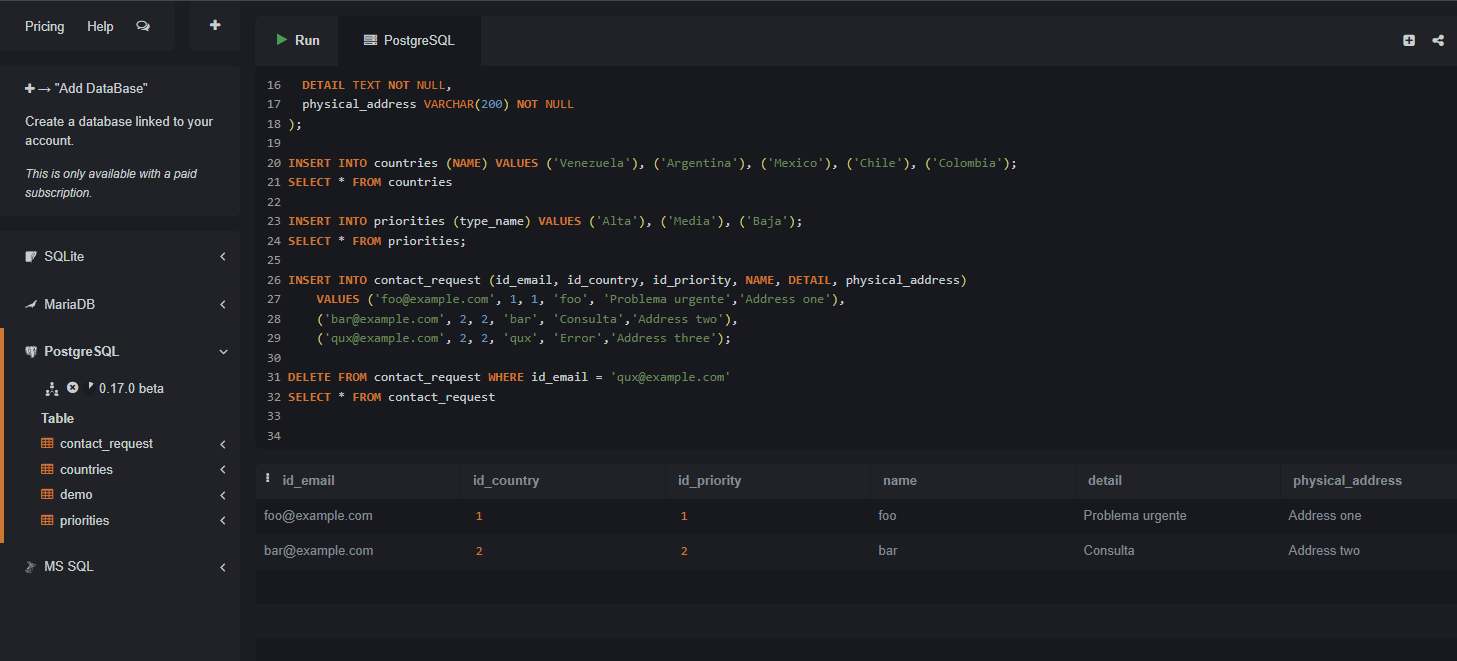 Pricing Help
"Add DataBase"
Create a database linked to your
account.
This is only available with a paid
subscription.
SQLite
MariaDB
PostgreSQL
0.17.0 beta
Table
contact_request
countries
demo
priorities
MS SQL
Run PostgreSQL
16 DETAIL TEXT NOT NULL,
17 physical_address VARCHAR(200) NOT NULL
18 );
19
20 INSERT INTO countries (NAME) VALUES ('Venezuela'), ('Argentina'), ('Mexico'), ('Chile'), ('Colombia');
21 SELECT * FROM countries
22
23 INSERT INTO priorities (type_name) VALUES ('Alta'), ('Media'), ('Baja');
24 SELECT * FROM priorities;
25
26 INSERT INTO contact_request (id_email, id_country, id_priority, NAME, DETAIL, physical_address)
27 VALUES ('foo@example.com', 1, 1, 'foo', 'Problema urgente','Address one'),
28 ('bar@example.com', 2, 2, 'bar', 'Consulta','Address two'),
29 ('qux@example.com', 2, 2, 'qux', 'Error','Address three');
30
31 DELETE FROM contact_request WHERE id_email = 'qux@example.com'
32 SELECT * FROM contact_request
33
34
id_email id_country id_priority name detail physical_address
foo@example.com 1 1 foo Problema urgente Address one
bar@example.com 2 2 bar Consulta Address two